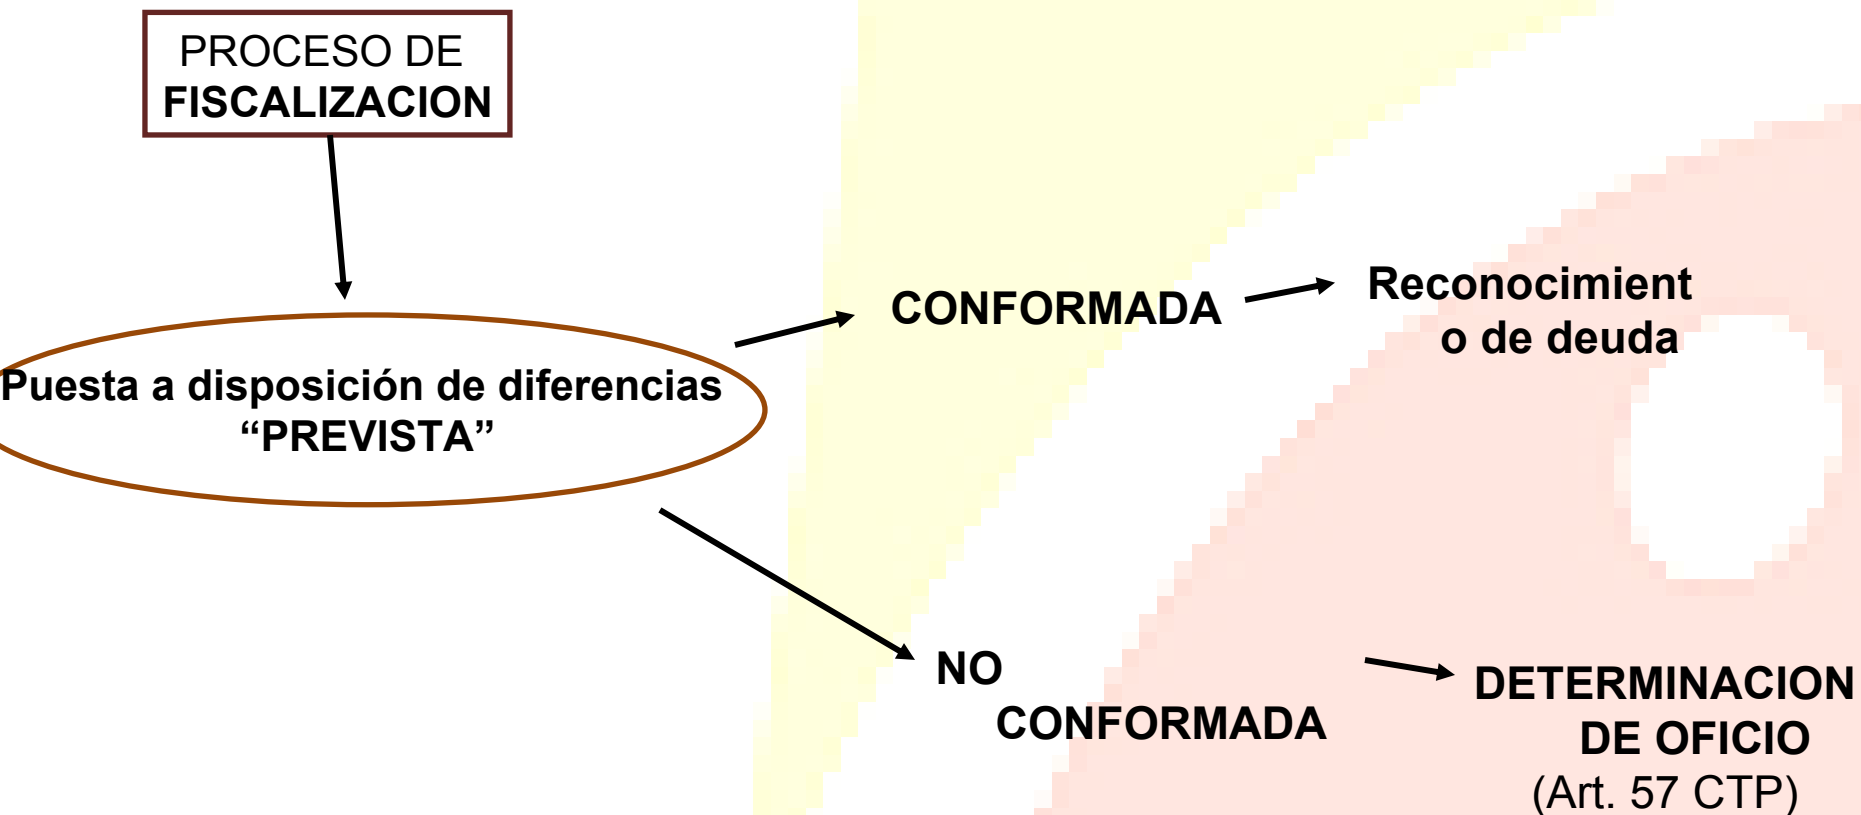 PROCESO DE
FISCALIZACION
Puesta a disposición de diferencias
“PREVISTA”
CONFORMADA
Reconocimient
o de deuda
NO
CONFORMADA
DETERMINACION
DE OFICIO
(Art. 57 CTP)